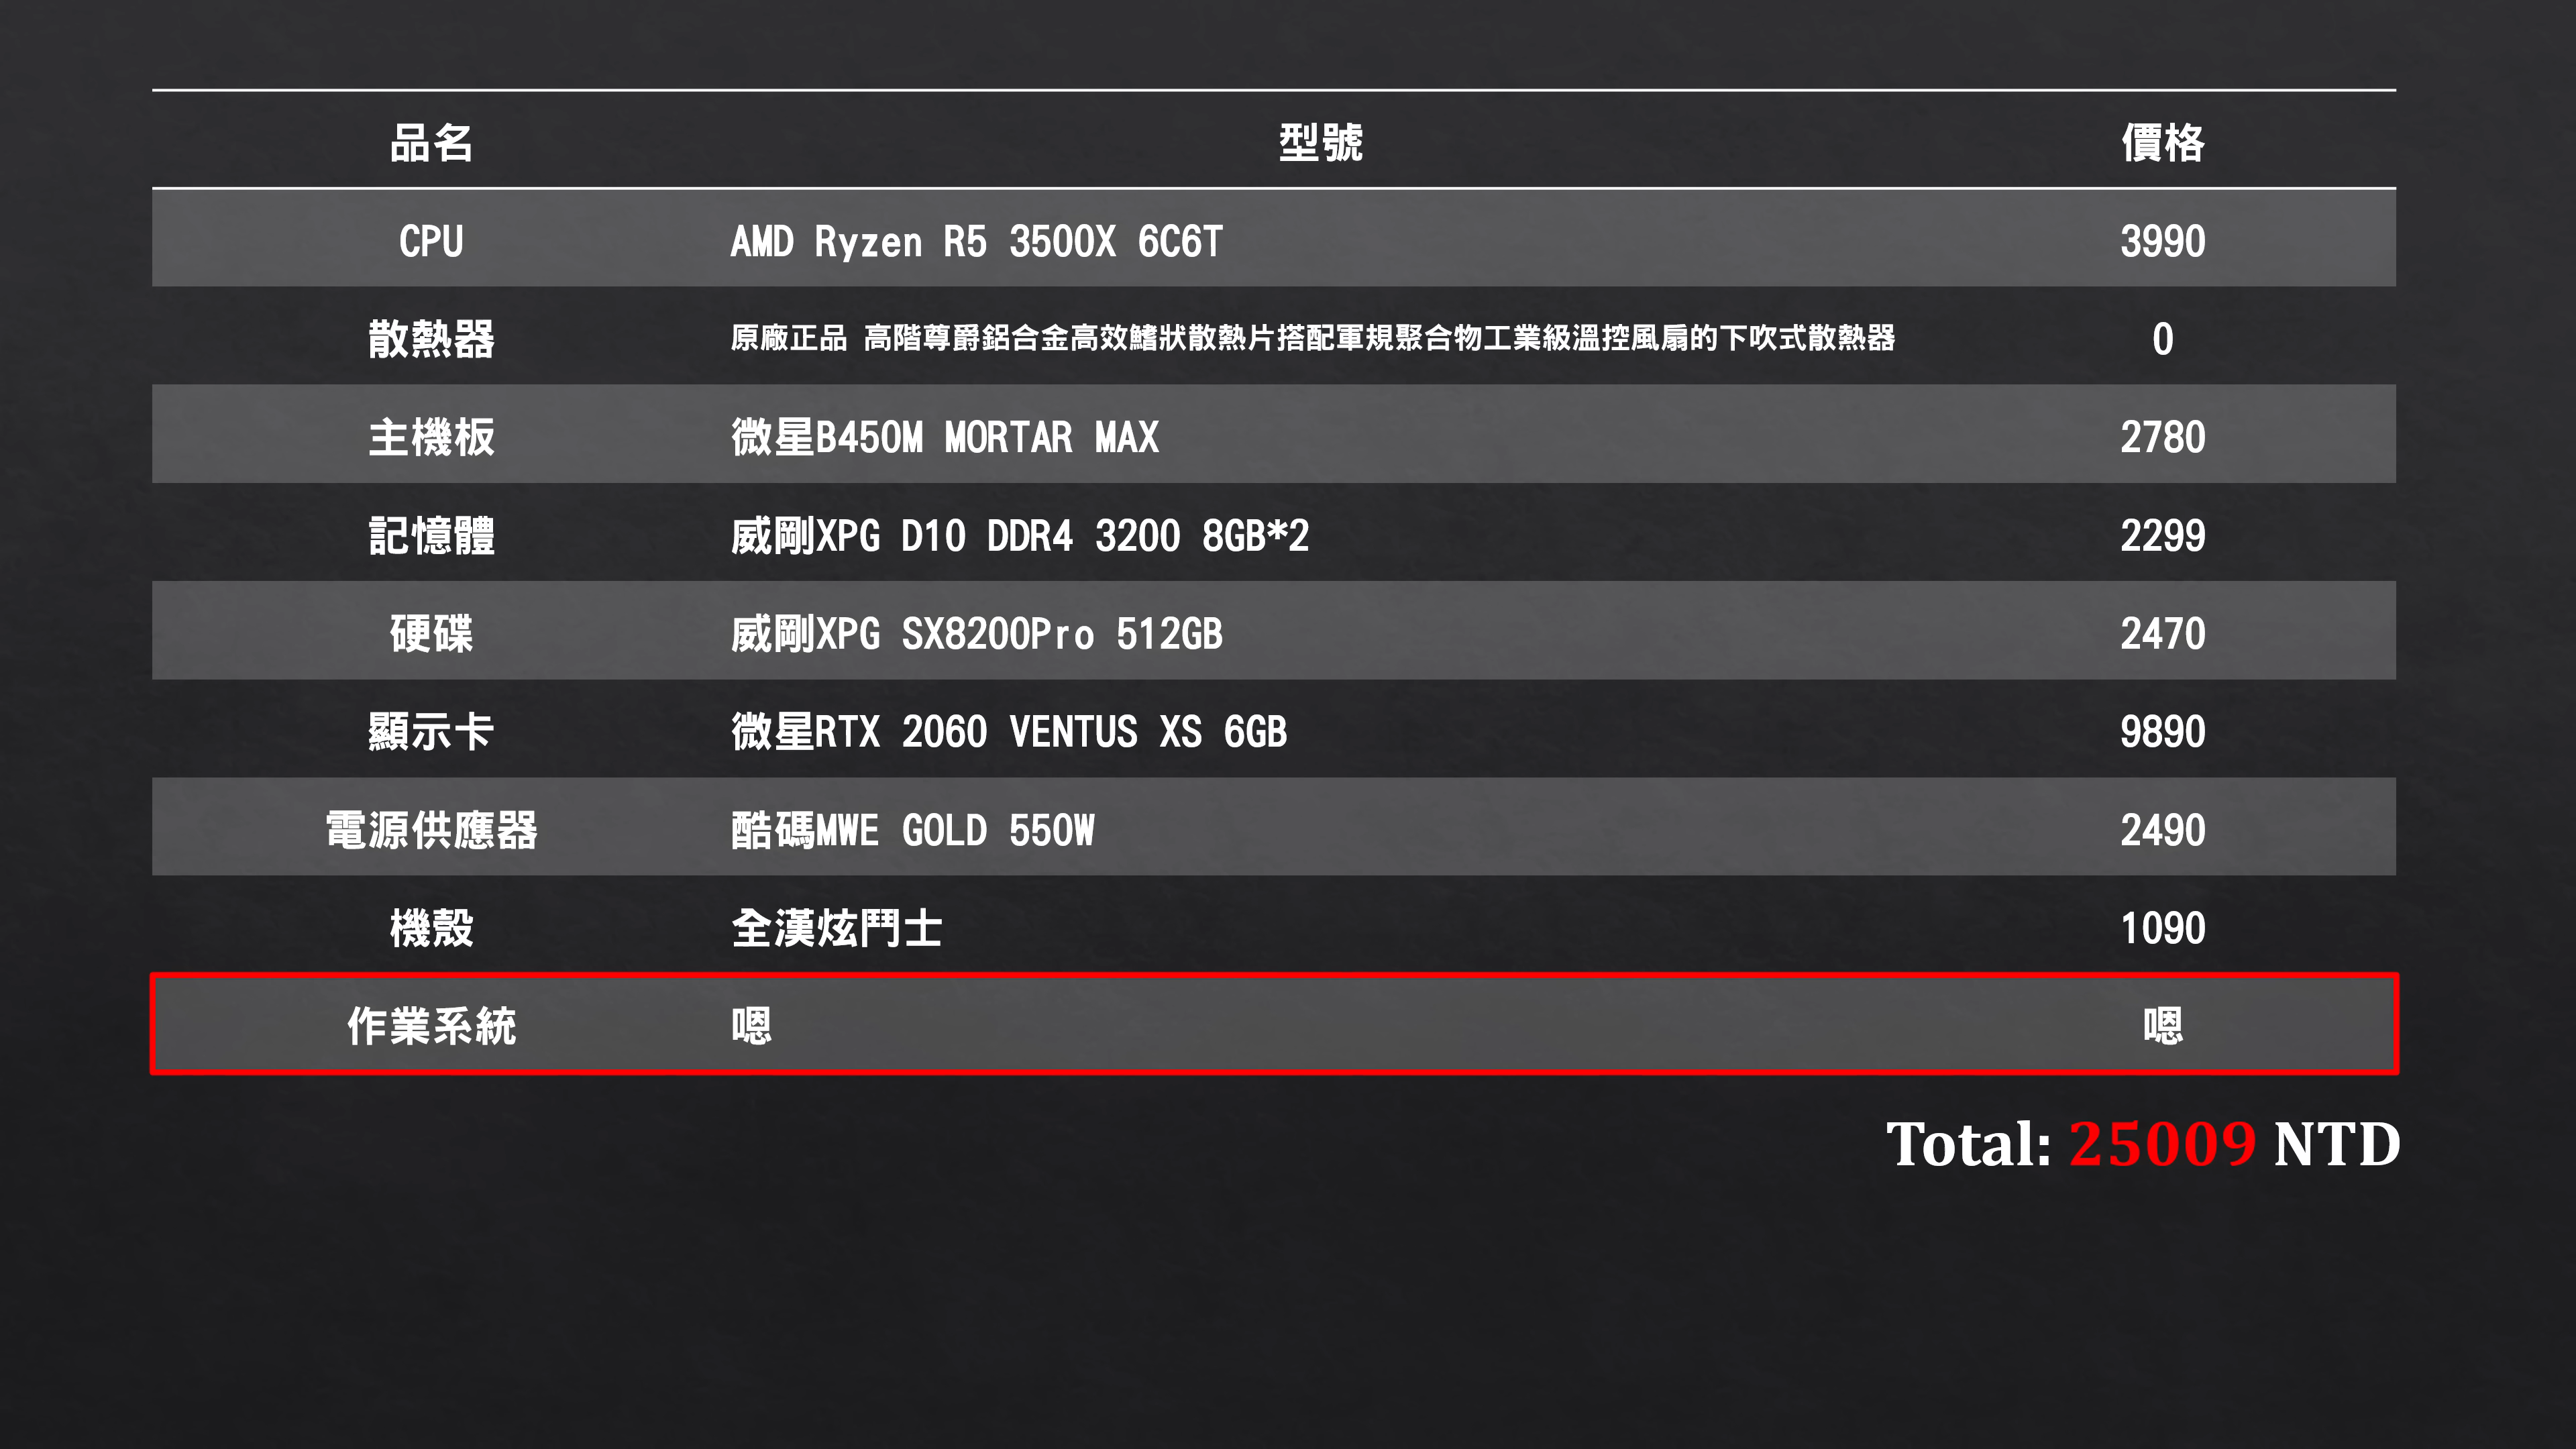 品名 型號 價格
CPU AMD Ryzen R5 3500X 6C6T 3990
散熱器 原廠正品 高階尊爵鋁合金高效鰭狀散熱片搭配軍規聚合物工業級溫控風扇的下吹式散熱器 0
主機板 微星B450M MORTAR MAX 2780
記憶體 威剛XPG D10 DDR4 3200 8GB*2 2299
硬碟 威剛XPG SX8200Pro 512GB 2470
顯示卡 微星RTX 2060 VENTUS XS 6GB 9890
電源供應器 酷碼MWE GOLD 550W 2490
機殼 全漢炫鬥士 1090
作業系統 嗯 嗯
Total: 25009 NTD